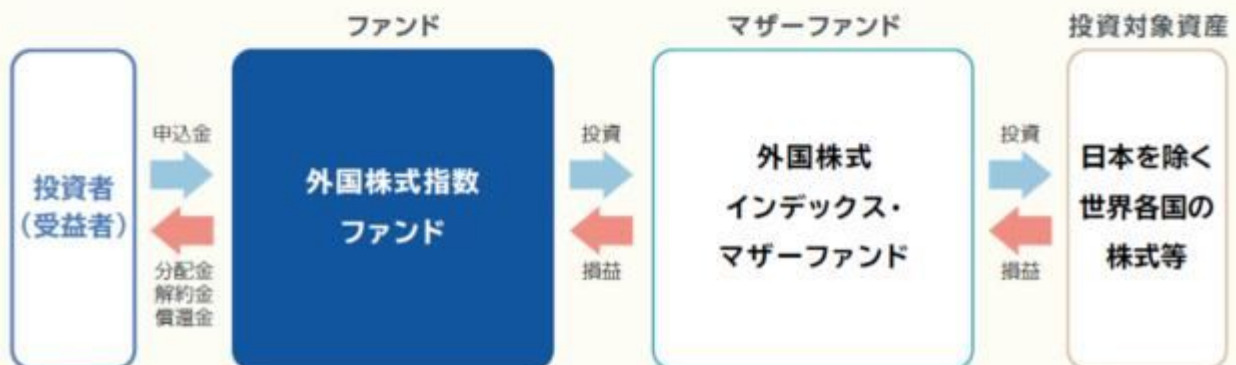 ファンド
マザーファンド
投資対象資産
投資者
(受益者)
申込金
分配金
解約金
償還金
外国株式指数
ファンド
投資
損益
外国株式
インデックス・
マザーファンド
投資
損益
日本を除く
世界各国の
株式等